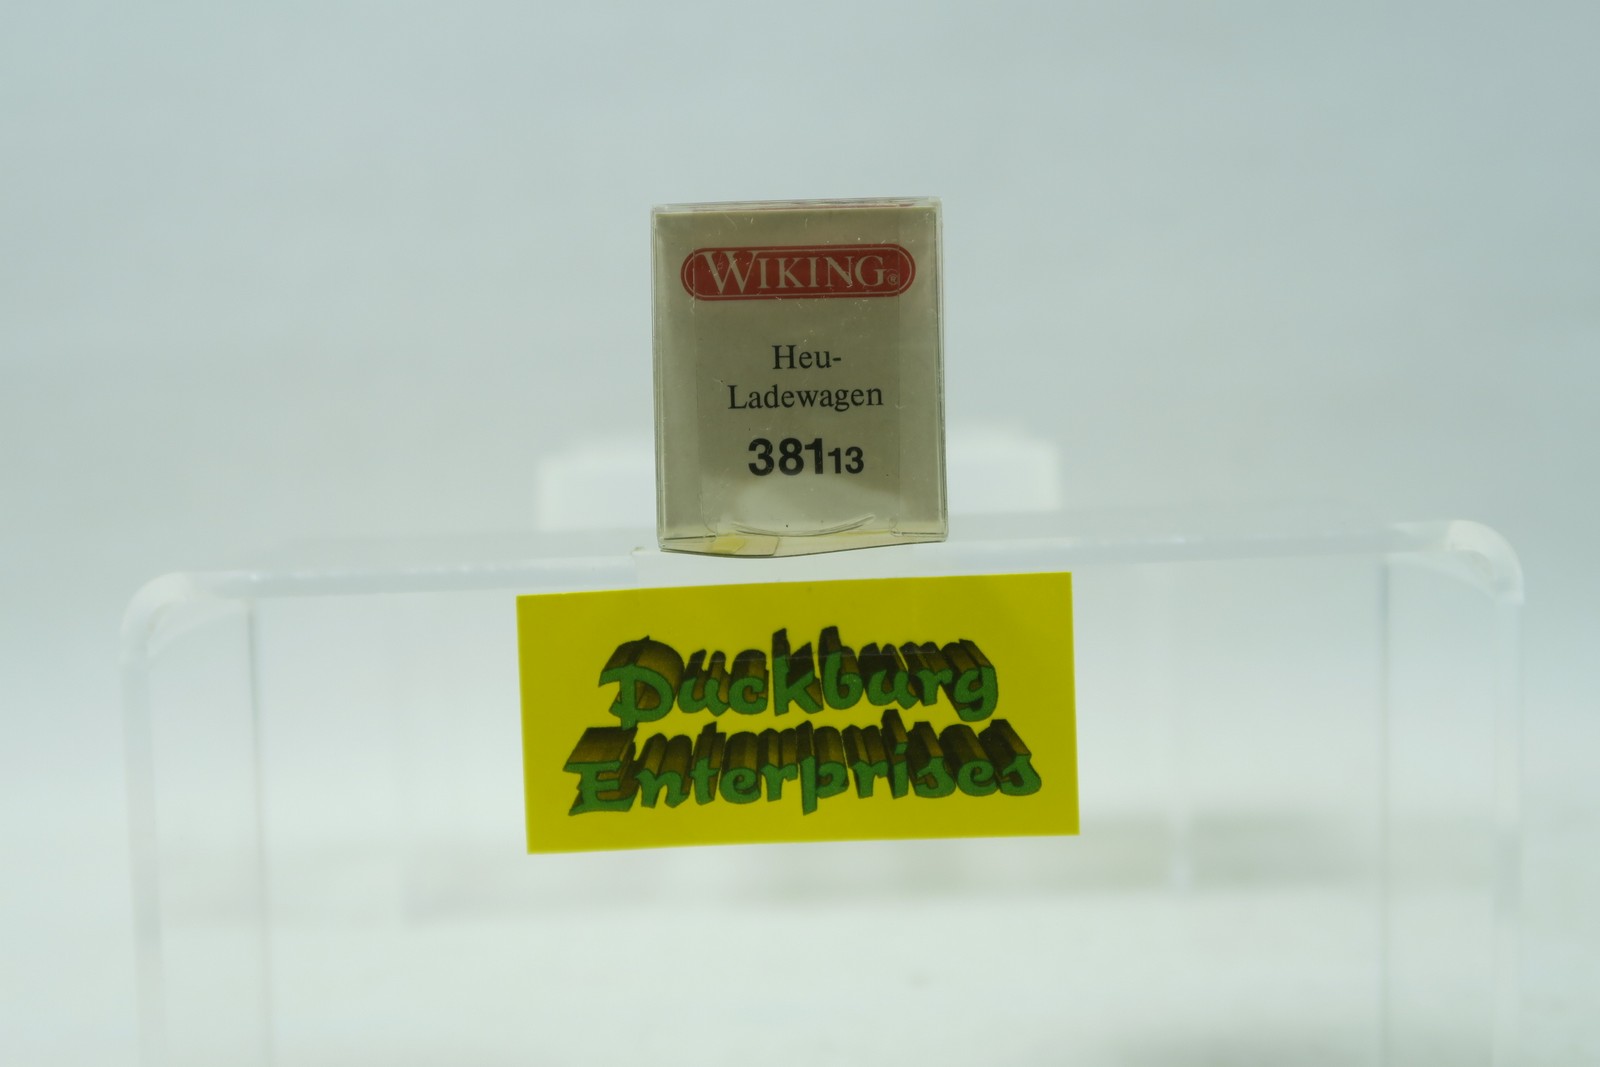 WIKING®
Heu-
Ladewagen
38113
Duckburg
Enterprises